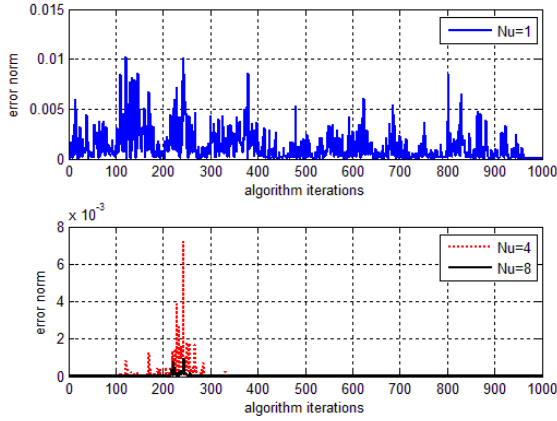 0.015
Nu=1
0.01
error norm
0.005
0
0 100 200 300 400 500 600 700 800 900 1000
algorithm iterations
x 10-3
8
Nu=4
Nu=8
6
error norm
4
2
0
0 100 200 300 400 500 600 700 800 900 1000
algorithm iterations